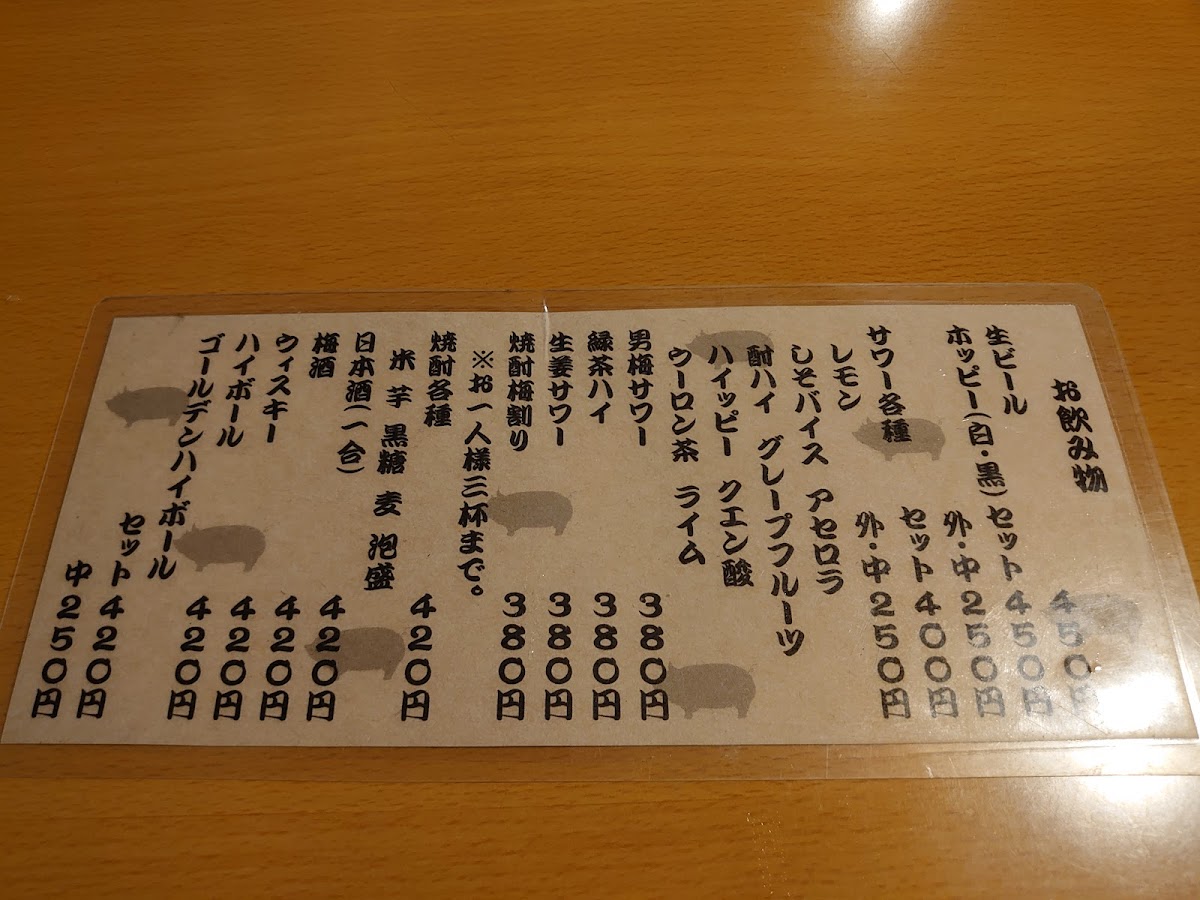 お飲み物
生ビール 450円
ホッピー(白・黒)セット 450円
外・中 250円
サワー各種 セット 400円
外・中 250円
レモン
しそバイス アセロラ
酎ハイ グレープフルーツ
ハイッピー クエン酸
ウーロン茶 ライム
男梅サワー 380円
緑茶ハイ 380円
生姜サワー 380円
焼酎梅割り 380円
※お一人様三杯まで。
焼酎各種 420円
米 芋 黒糖 麦 泡盛
日本酒(一合) 420円
梅酒 420円
ウィスキー 420円
ハイボール 420円
ゴールデンハイボール
セット 420円
中 250円